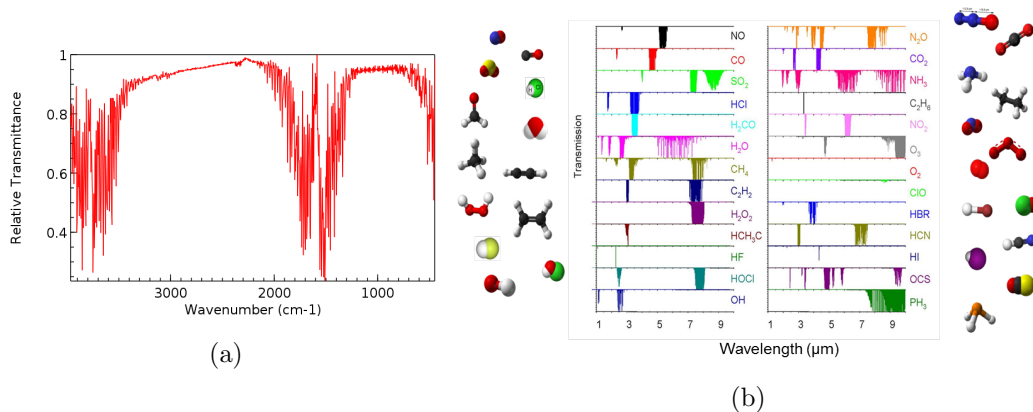 Relative Transmittance
1
0.8
0.6
0.4
3000 2000 1000
Wavenumber (cm-1)
(a)
H Cl
Transmission
NO
CO
SO₂
HCl
H₂CO
H₂O
CH₄
C₂H₂
H₂O₂
HCH₃C
HF
HOCl
OH
1 3 5 7 9
N₂O
CO₂
NH₃
C₂H₆
NO₂
O₃
O₂
ClO
HBR
HCN
HI
OCS
PH₃
1 3 5 7 9
Wavelength (μm)
(b)